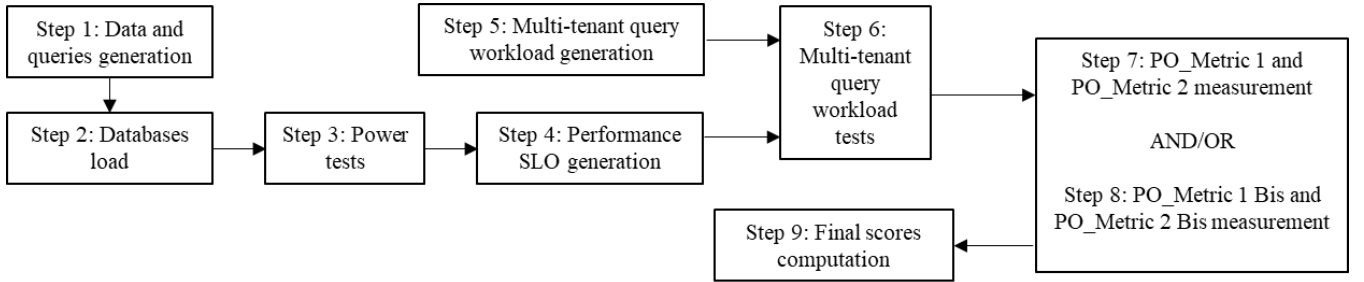 Step 1: Data and
queries generation
Step 2: Databases
load
Step 3: Power
tests
Step 4: Performance
SLO generation
Step 5: Multi-tenant query
workload generation
Step 6:
Multi-tenant
query
workload
tests
Step 7: PO_Metric 1 and
PO_Metric 2 measurement
AND/OR
Step 8: PO_Metric 1 Bis and
PO_Metric 2 Bis measurement
Step 9: Final scores
computation